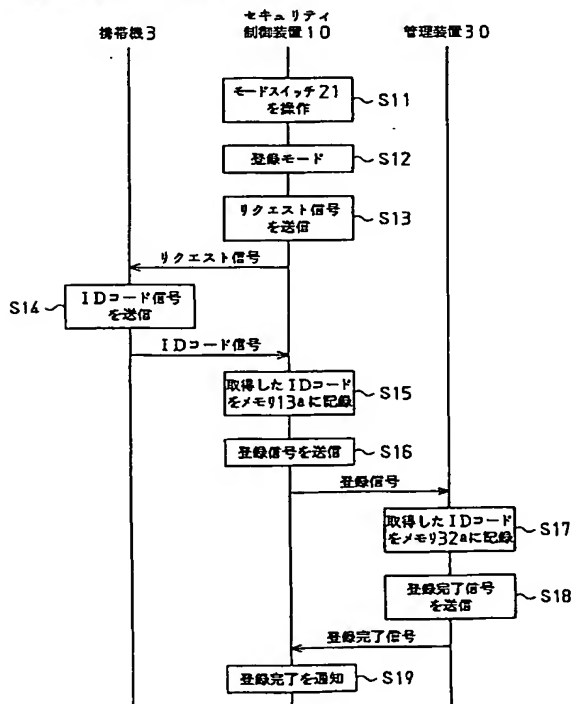 携帯機3
セキュリティ
制御装置10
管理装置30
モードスイッチ21
を操作
S11
登録モード
S12
リクエスト信号
を送信
S13
リクエスト信号
S14
IDコード信号
を送信
IDコード信号
取得したIDコード
をメモリ13aに記録
S15
登録信号を送信
S16
登録信号
取得したIDコード
をメモリ32aに記録
S17
登録完了信号
を送信
S18
登録完了信号
登録完了を通知
S19